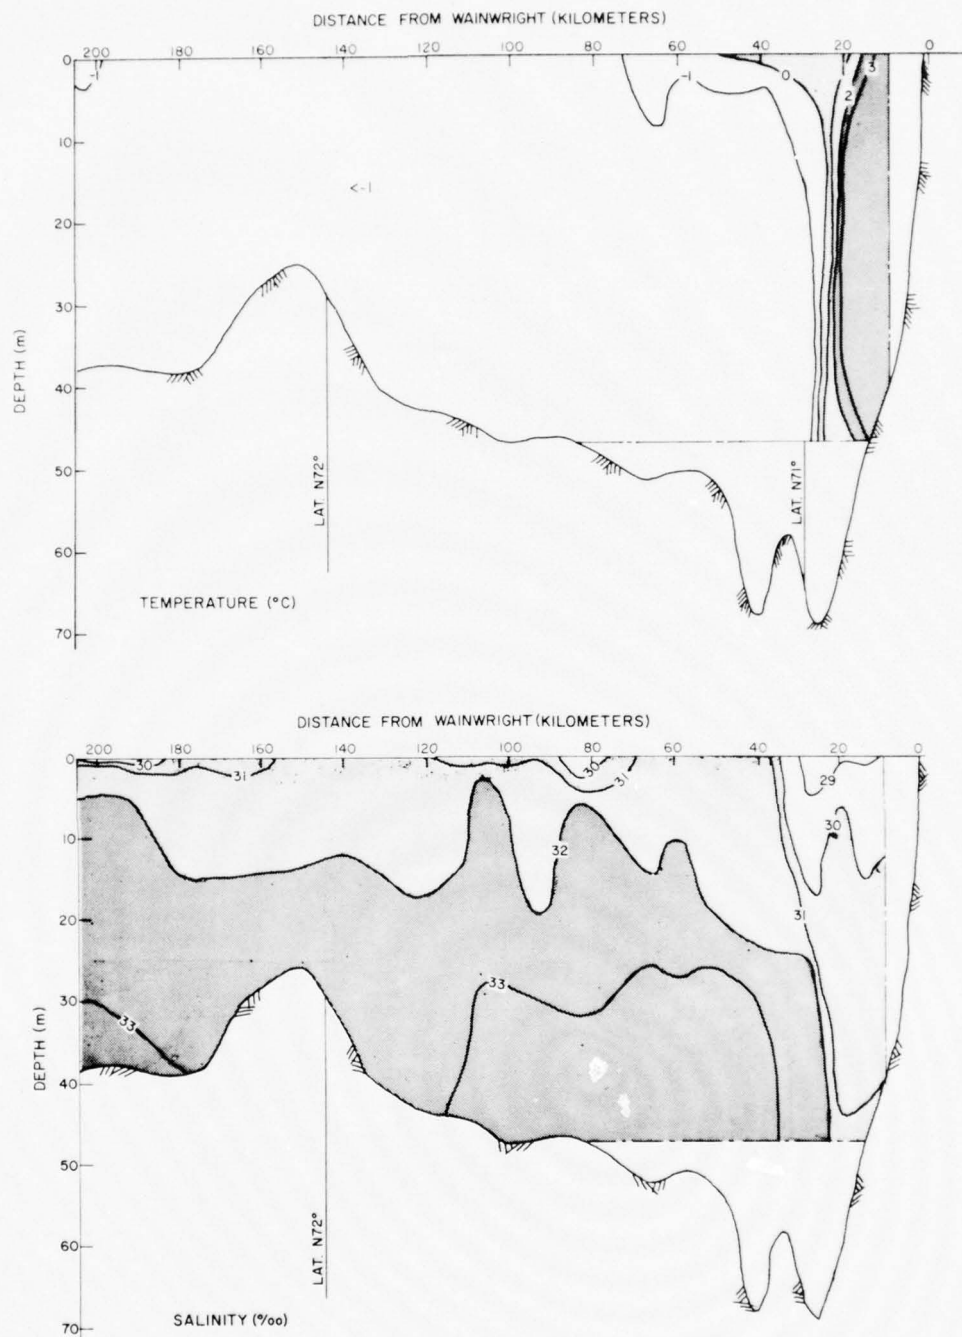 DISTANCE FROM WAINWRIGHT (KILOMETERS)
200 180 160 140 120 100 80 60 40 20 0
0
10
20
30
40
50
60
70
DEPTH (m)
-1
-1
0
2
3
<-1
LAT. N72°
LAT. N71°
TEMPERATURE (°C)
DISTANCE FROM WAINWRIGHT (KILOMETERS)
200 180 160 140 120 100 80 60 40 20 0
0
10
20
30
40
50
60
70
DEPTH (m)
30
31
30
31
29
30
32
31
33
33
LAT. N72°
SALINITY (‰)